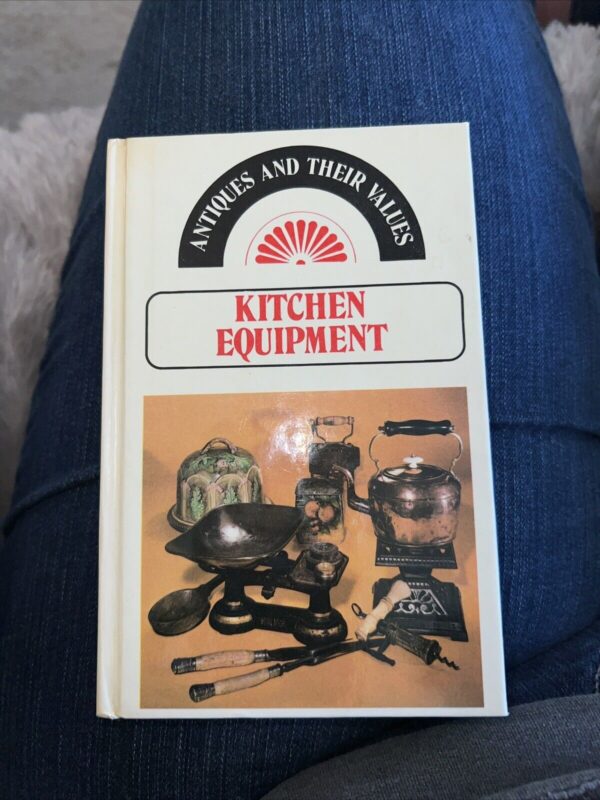 ANTIQUES AND THEIR VALUES
KITCHEN
EQUIPMENT